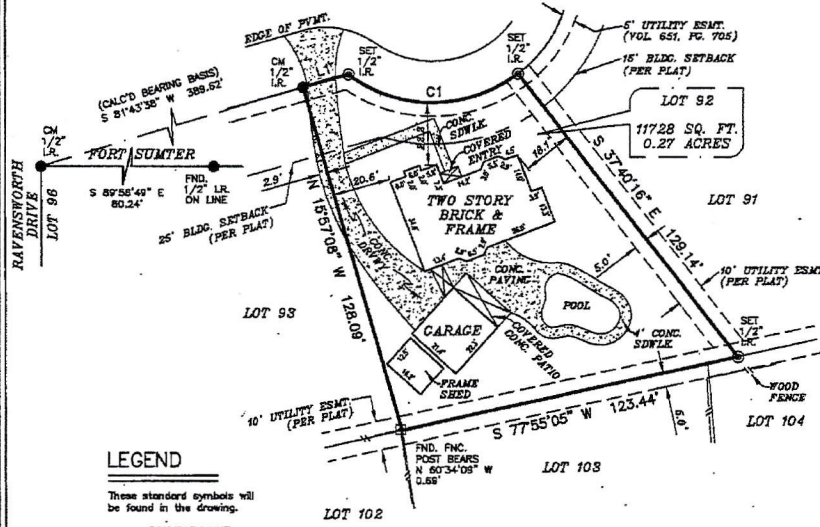 EDGE OF PVMT.
5' UTILITY ESMT.
(VOL. 651, PG. 705)
15' BLDG. SETBACK
(PER PLAT)
SET
1/2"
I.R.
SET
1/2"
I.R.
CM
1/2"
I.R.
L1
C1
(CALC'D BEARING BASIS)
S 81°43'38" W 389.62'
CM
1/2"
I.R.
FORT SUMTER
S 89°58'49" E
80.24'
FND.
1/2" I.R.
ON LINE
RAVENSWORTH
DRIVE
LOT 96
LOT 92
11728 SQ. FT.
0.27 ACRES
CONC.
SDWLK.
COVERED
ENTRY
18.7'
S 37°40'16" E
129.14'
LOT 91
2.9'
20.6'
25' BLDG. SETBACK
(PER PLAT)
N 15°57'08" W
128.09'
TWO STORY
BRICK &
FRAME
CONC.
DRWY
CONC.
PAVING
5.0'
POOL
10' UTILITY ESMT
(PER PLAT)
LOT 93
GARAGE
COVERED
CONC. PATIO
4' CONC.
SDWLK
SET
1/2"
I.R.
FRAME
SHED
WOOD
FENCE
10' UTILITY ESMT
(PER PLAT)
S 77°55'05" W 123.44'
LOT 104
FND. FNC.
POST BEARS
N 60°34'09" W
0.69'
LOT 103
LOT 102
LEGEND
These standard symbols will
be found in the drawing.